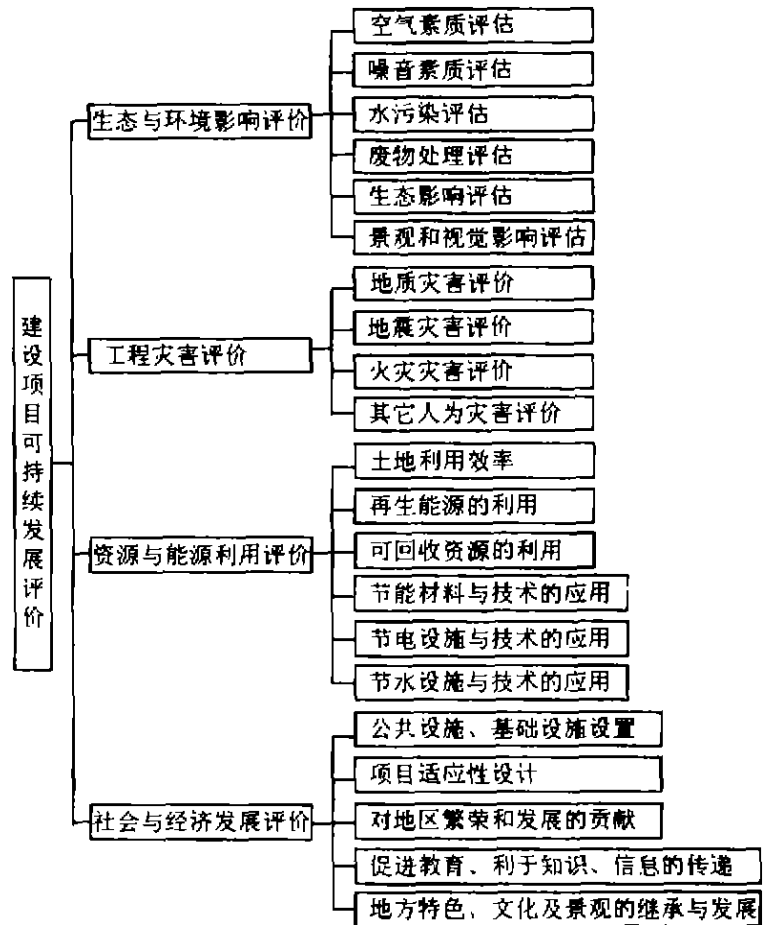 建设项目可持续发展评价
生态与环境影响评价
空气素质评估
噪音素质评估
水污染评估
废物处理评估
生态影响评估
景观和视觉影响评估
工程灾害评价
地质灾害评价
地震灾害评价
火灾灾害评价
其它人为灾害评价
资源与能源利用评价
土地利用效率
再生能源的利用
可回收资源的利用
节能材料与技术的应用
节电设施与技术的应用
节水设施与技术的应用
社会与经济发展评价
公共设施、基础设施设置
项目适应性设计
对地区繁荣和发展的贡献
促进教育、利于知识、信息的传递
地方特色、文化及景观的继承与发展